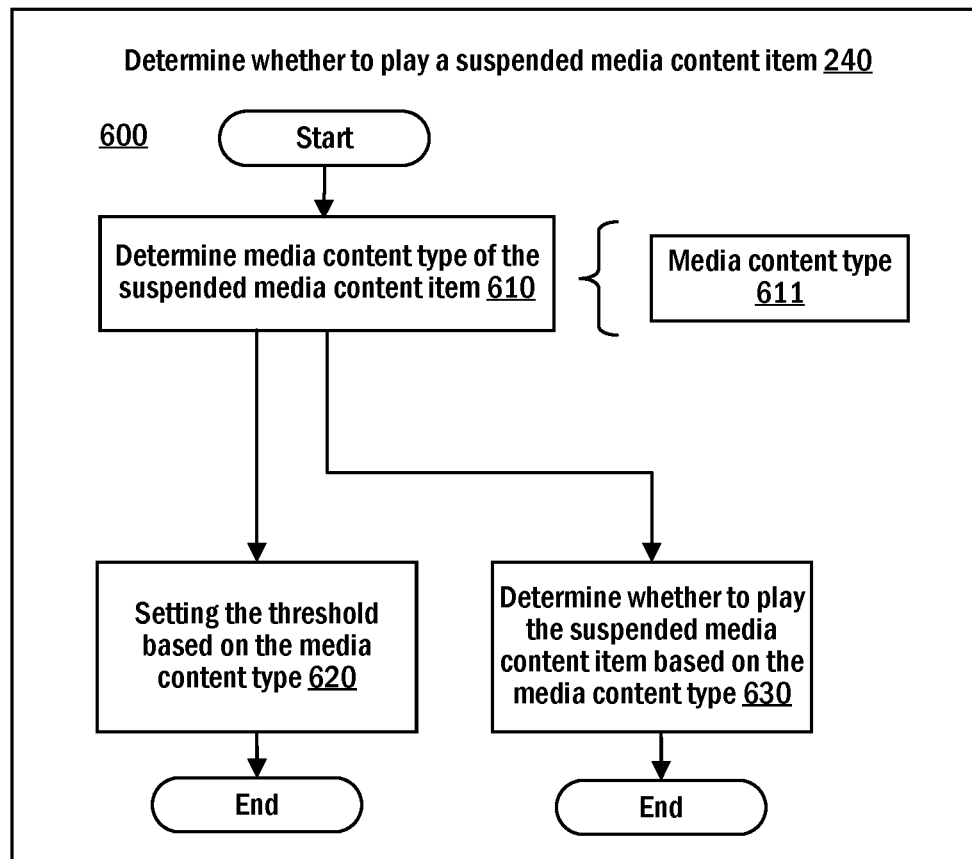 Determine whether to play a suspended media content item 240
600
Start
Determine media content type of the
suspended media content item 610
Media content type
611
Setting the threshold
based on the media
content type 620
Determine whether to play
the suspended media
content item based on the
media content type 630
End
End